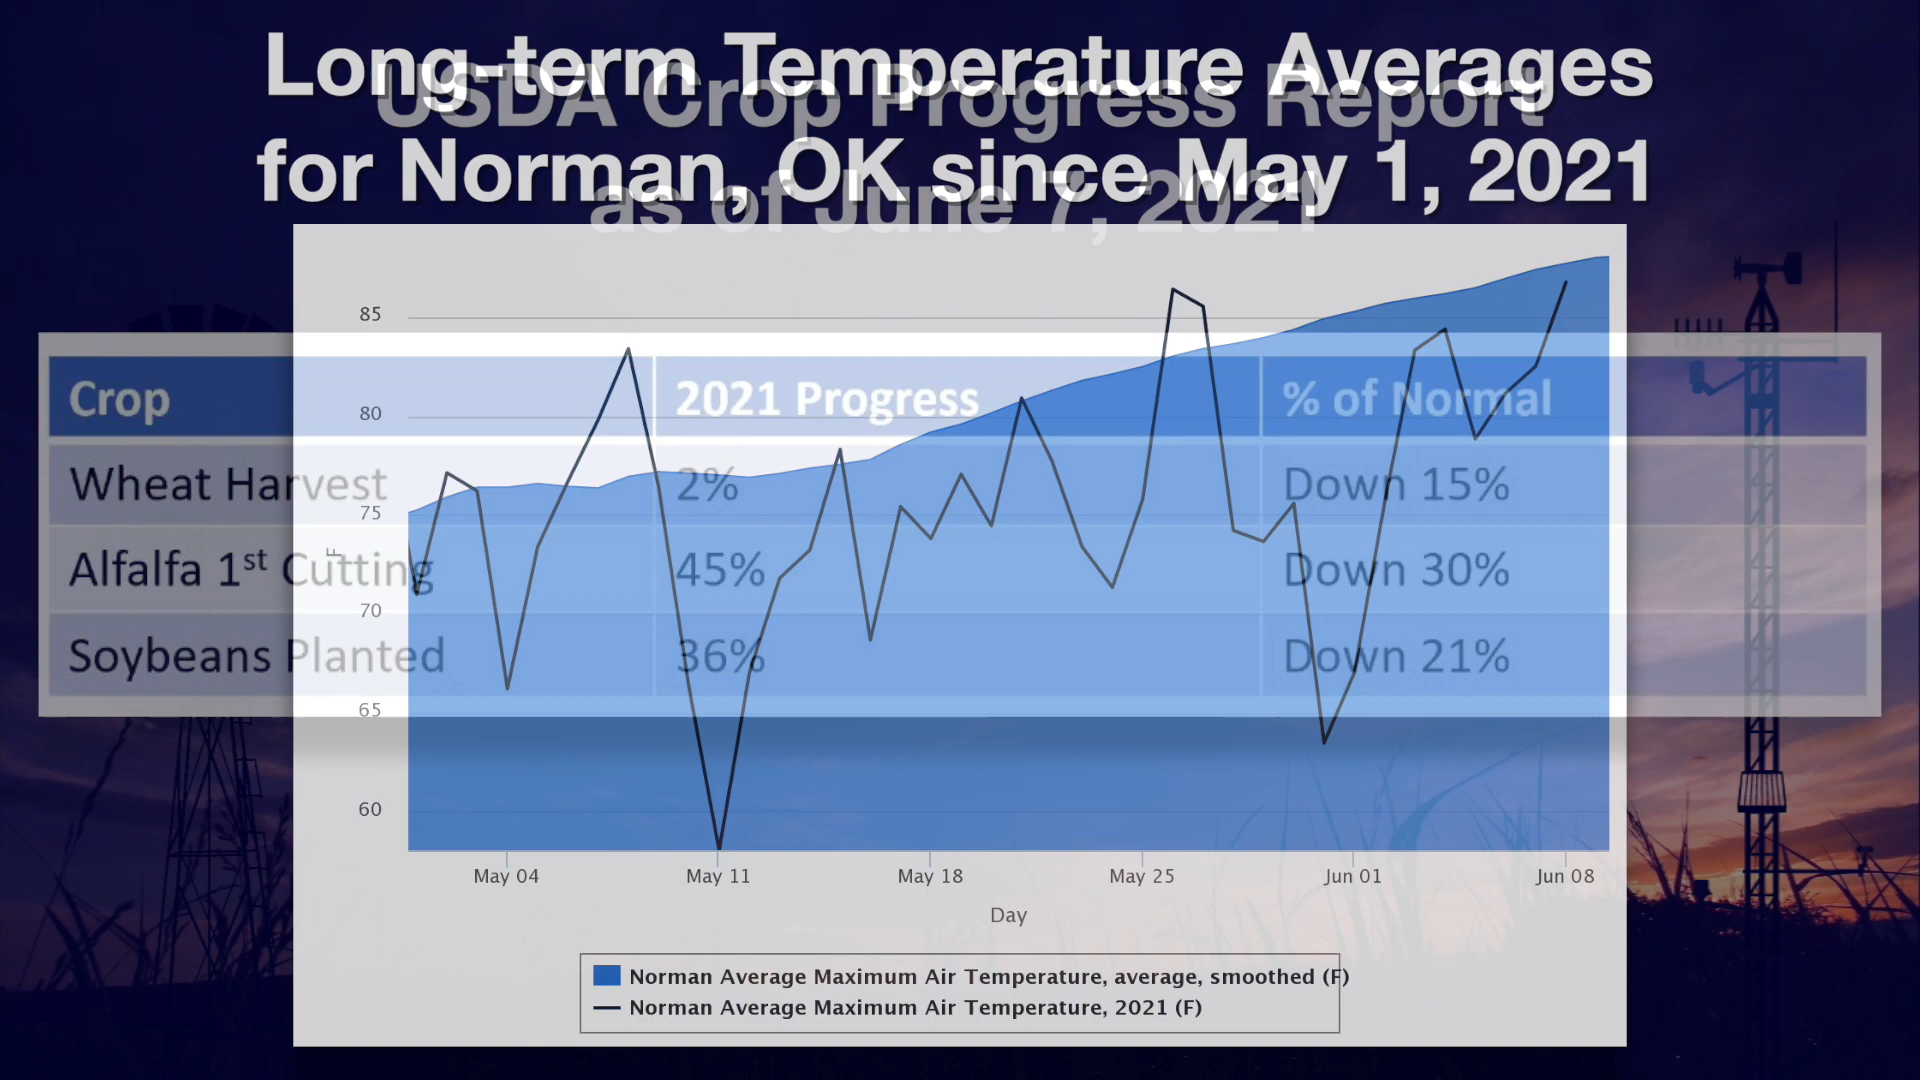 Long-term Temperature Averages
for Norman, OK since May 1, 2021
USDA Crop Progress Report
as of June 7, 2021
Crop 2021 Progress % of Normal
Wheat Harvest 2% Down 15%
Alfalfa 1st Cutting 45% Down 30%
Soybeans Planted 36% Down 21%
85
80
75
70
65
60
F
May 04 May 11 May 18 May 25 Jun 01 Jun 08
Day
Norman Average Maximum Air Temperature, average, smoothed (F)
Norman Average Maximum Air Temperature, 2021 (F)